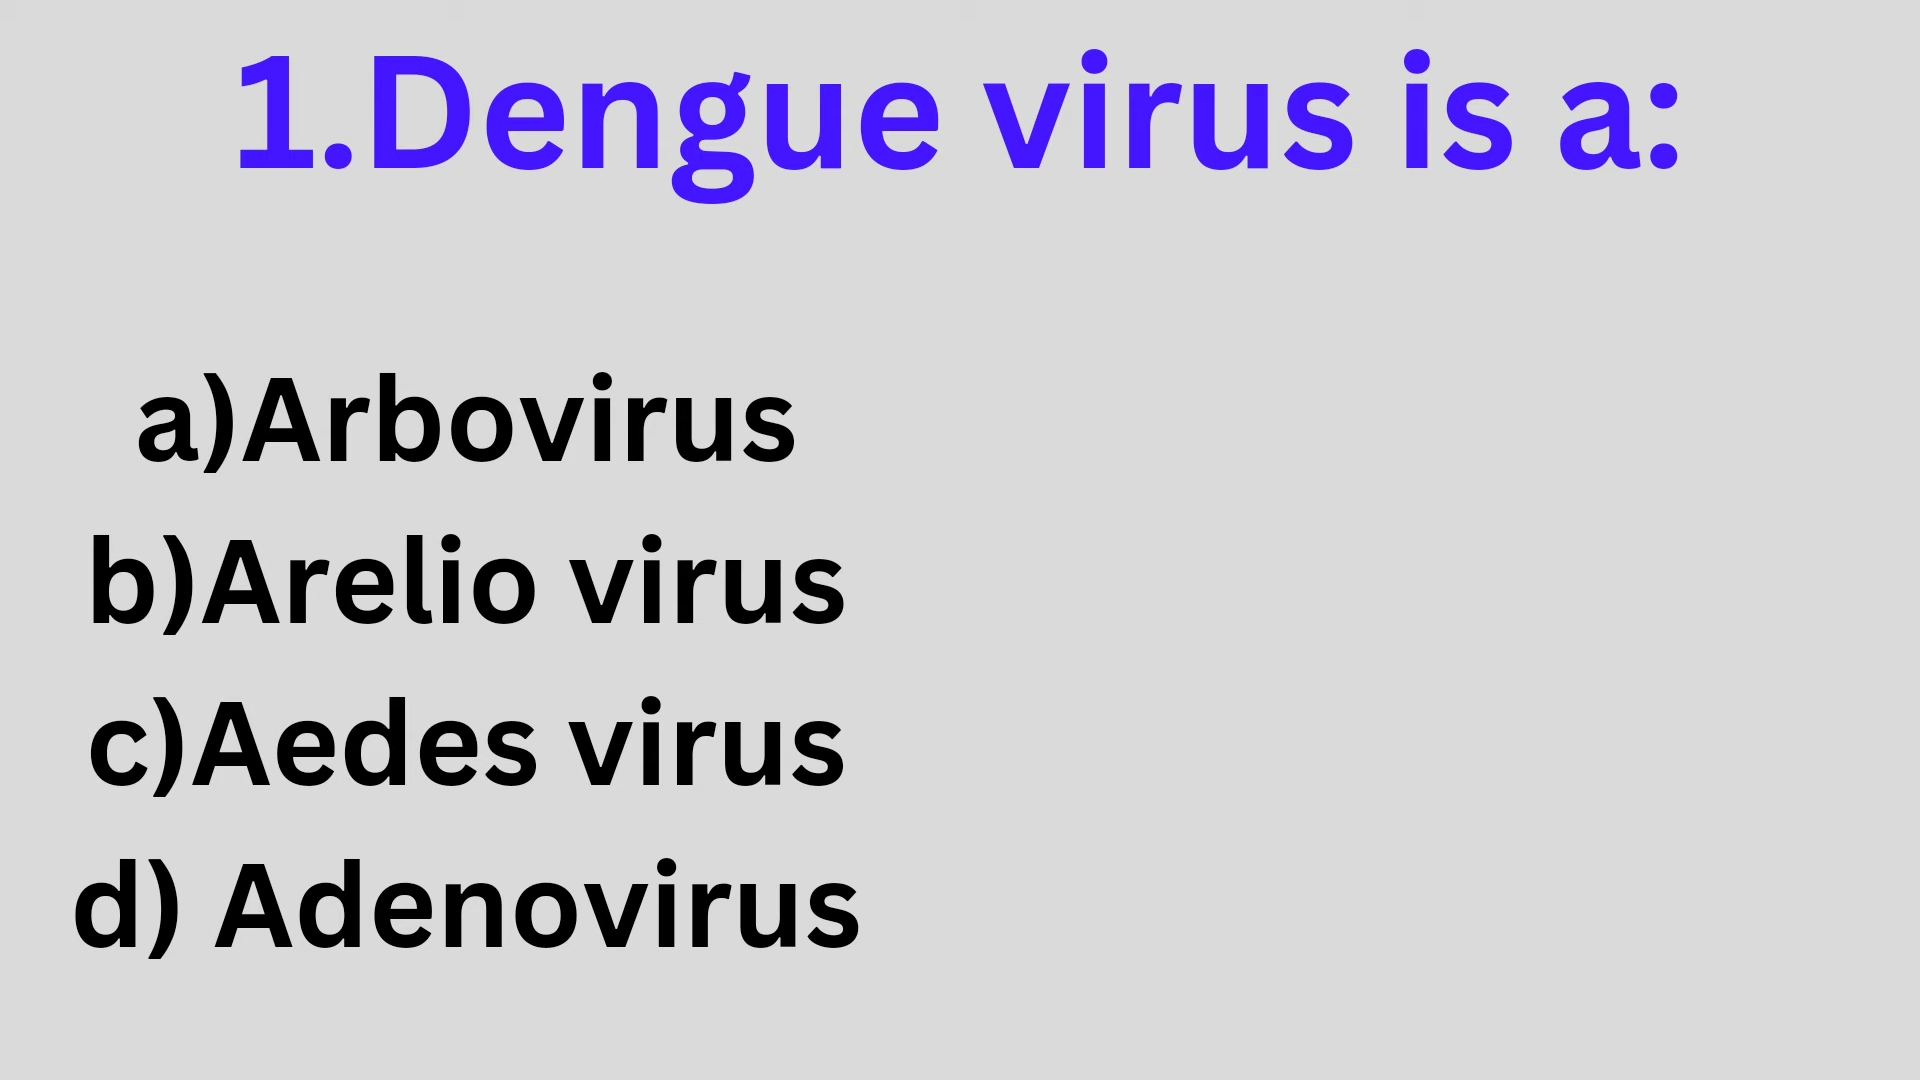 1.Dengue virus is a:
a)Arbovirus
b)Arelio virus
c)Aedes virus
d) Adenovirus